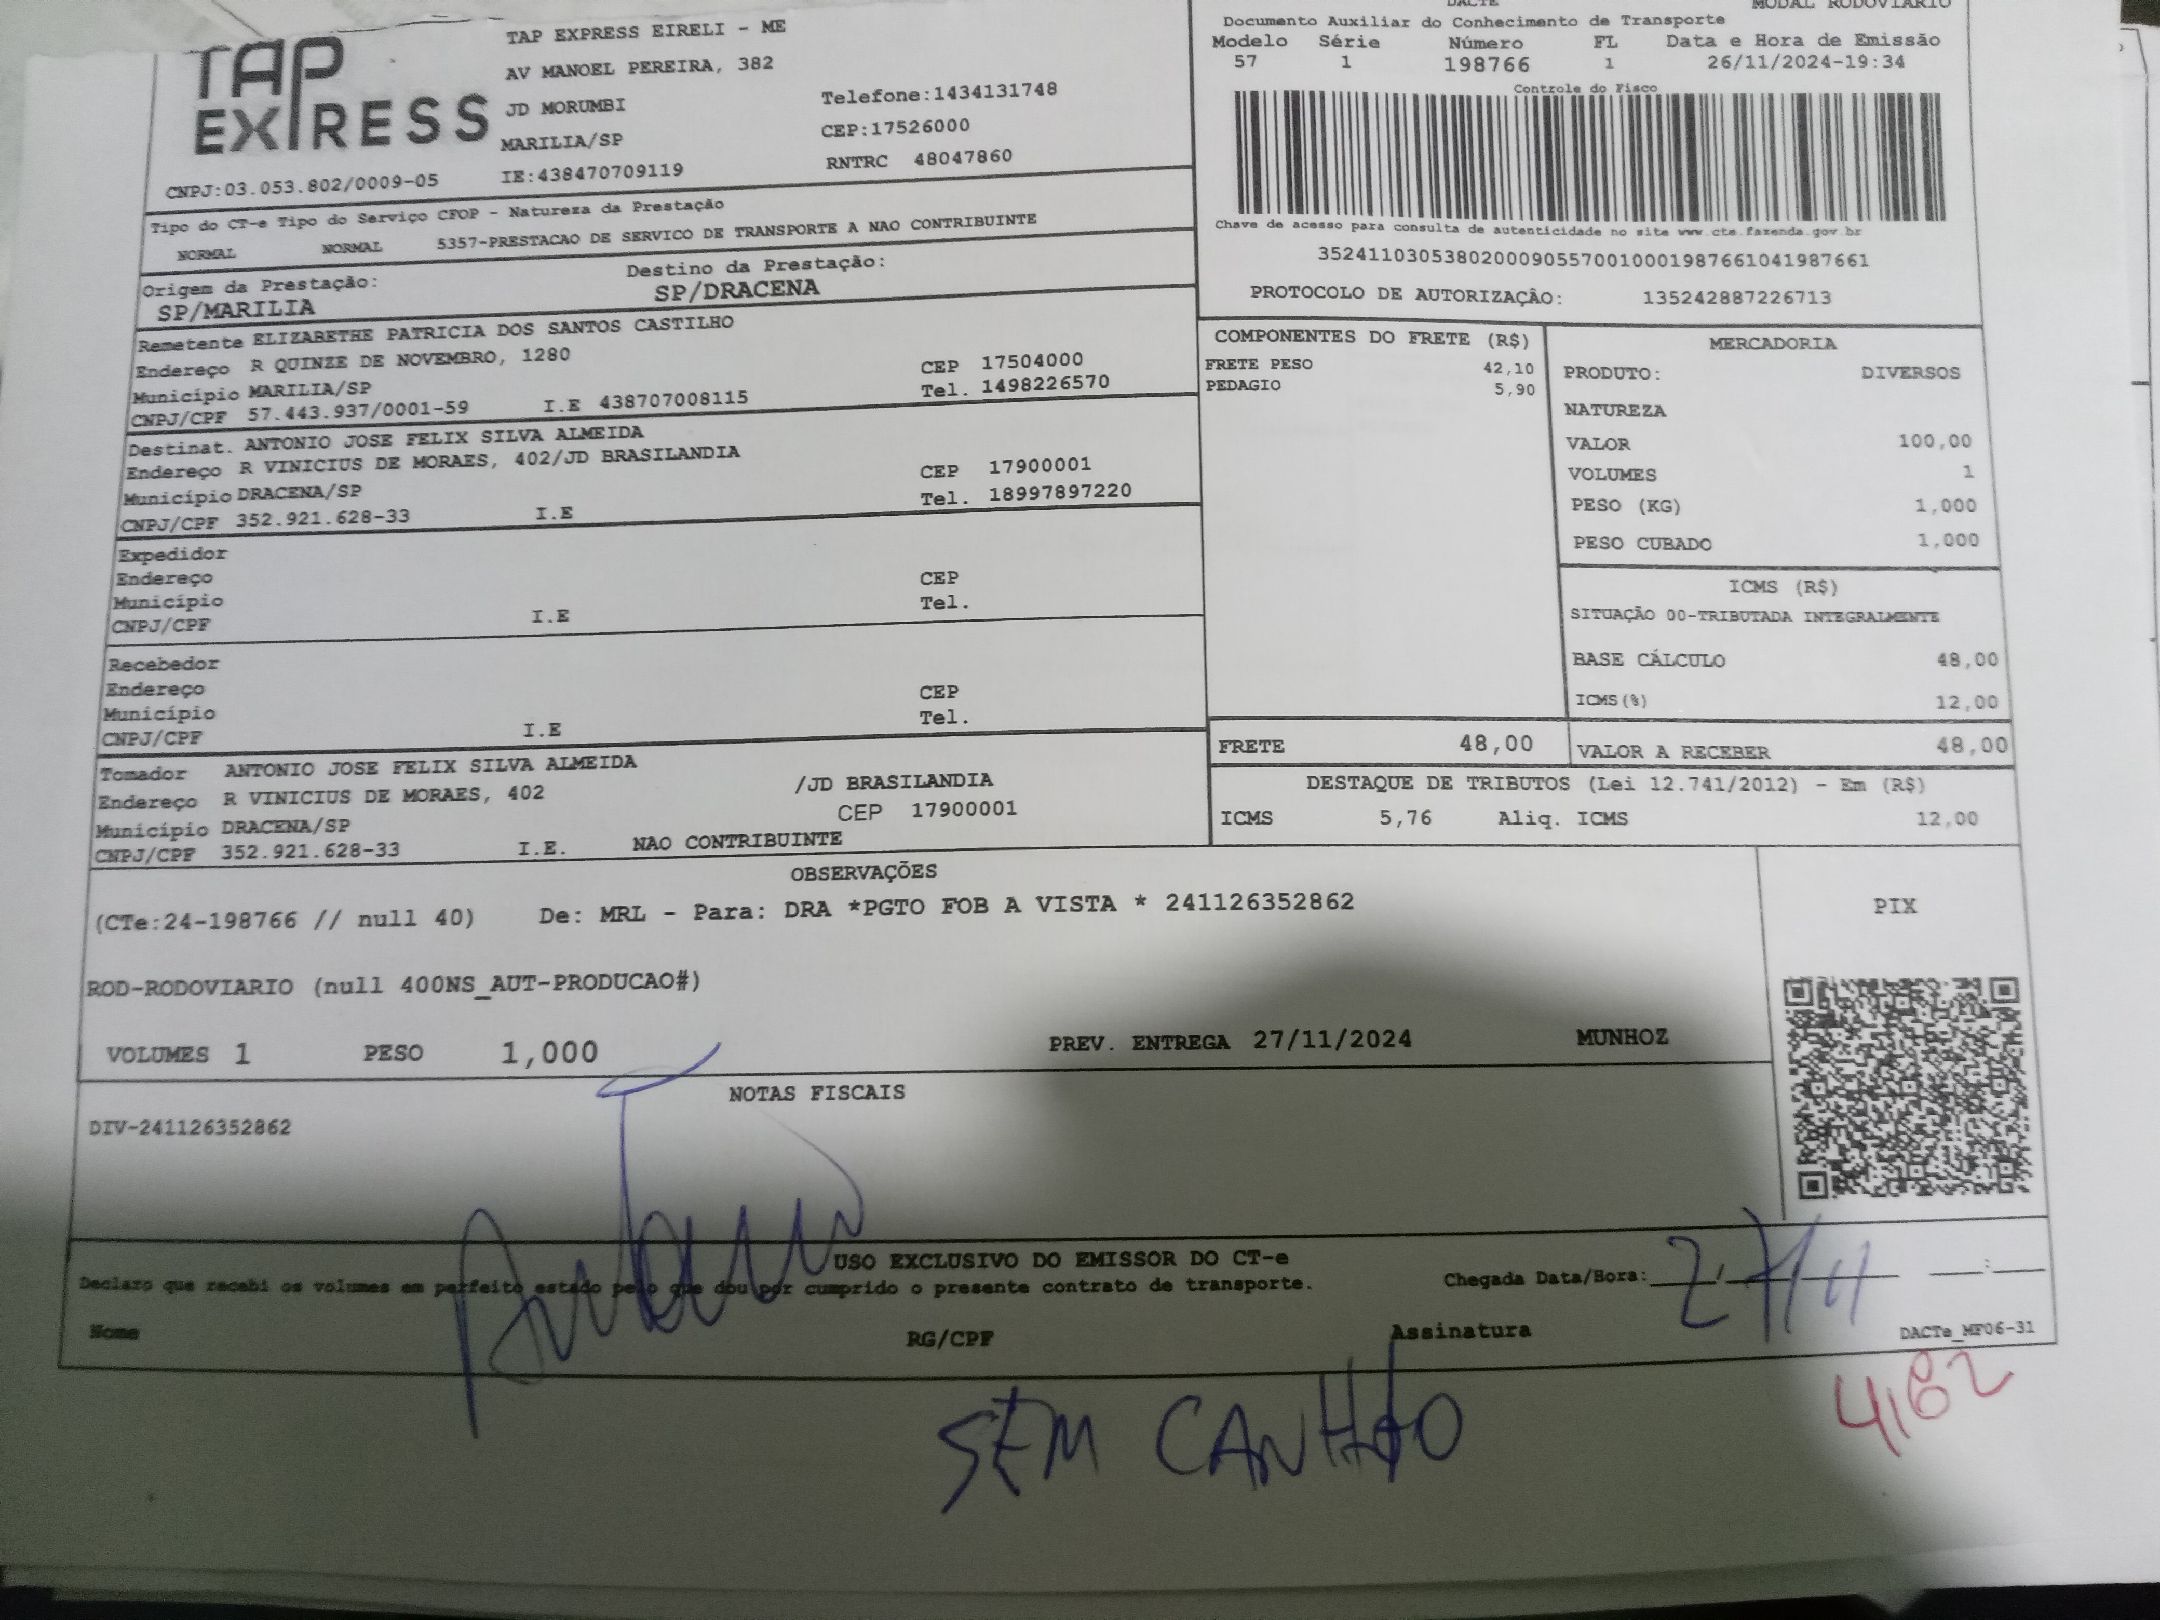 DACTE MODAL RODOVIARIO
TAP EXPRESS
TAP EXPRESS EIRELI - ME
AV MANOEL PEREIRA, 382
JD MORUMBI Telefone:1434131748
MARILIA/SP CEP:17526000
CNPJ:03.053.802/0009-05 IE:438470709119 RNTRC 48047860
Documento Auxiliar do Conhecimento de Transporte
Modelo Série Número FL Data e Hora de Emissão
57 1 198766 1 26/11/2024-19:34
Controle do Fisco
Chave de acesso para consulta de autenticidade no site www.cte.fazenda.gov.br
35241103053802000905570010001987661041987661
PROTOCOLO DE AUTORIZAÇÃO: 135242887226713
Tipo do CT-e Tipo do Serviço CFOP - Natureza da Prestação
NORMAL NORMAL 5357-PRESTACAO DE SERVICO DE TRANSPORTE A NAO CONTRIBUINTE
Origem da Prestação: Destino da Prestação:
SP/MARILIA SP/DRACENA
Remetente ELIZABETHE PATRICIA DOS SANTOS CASTILHO
Endereço R QUINZE DE NOVEMBRO, 1280 CEP 17504000
Município MARILIA/SP Tel. 1498226570
CNPJ/CPF 57.443.937/0001-59 I.E 438707008115
Destinat. ANTONIO JOSE FELIX SILVA ALMEIDA
Endereço R VINICIUS DE MORAES, 402/JD BRASILANDIA CEP 17900001
Município DRACENA/SP Tel. 18997897220
CNPJ/CPF 352.921.628-33 I.E
Expedidor
Endereço CEP
Município Tel.
CNPJ/CPF I.E
Recebedor
Endereço CEP
Município Tel.
CNPJ/CPF I.E
Tomador ANTONIO JOSE FELIX SILVA ALMEIDA
Endereço R VINICIUS DE MORAES, 402 /JD BRASILANDIA
Município DRACENA/SP CEP 17900001
CNPJ/CPF 352.921.628-33 I.E. NAO CONTRIBUINTE
COMPONENTES DO FRETE (R$)
FRETE PESO 42,10
PEDAGIO 5,90
MERCADORIA
PRODUTO: DIVERSOS
NATUREZA
VALOR 100,00
VOLUMES 1
PESO (KG) 1,000
PESO CUBADO 1,000
ICMS (R$)
SITUAÇÃO 00-TRIBUTADA INTEGRALMENTE
BASE CÁLCULO 48,00
ICMS(%) 12,00
FRETE 48,00 VALOR A RECEBER 48,00
DESTAQUE DE TRIBUTOS (Lei 12.741/2012) - Em (R$)
ICMS 5,76 Aliq. ICMS 12,00
OBSERVAÇÕES
(CTe:24-198766 // null 40) De: MRL - Para: DRA *PGTO FOB A VISTA * 241126352862
ROD-RODOVIARIO (null 400NS_AUT-PRODUCAO#)
VOLUMES 1 PESO 1,000 PREV. ENTREGA 27/11/2024 MUNHOZ
PIX
NOTAS FISCAIS
DIV-241126352862
USO EXCLUSIVO DO EMISSOR DO CT-e
Declaro que recebi os volumes em perfeito estado pelo que dou por cumprido o presente contrato de transporte.
Chegada Data/Hora: 27/11
Nome RG/CPF Assinatura
DACTe_MF06-31
SEM CANHTO
4182